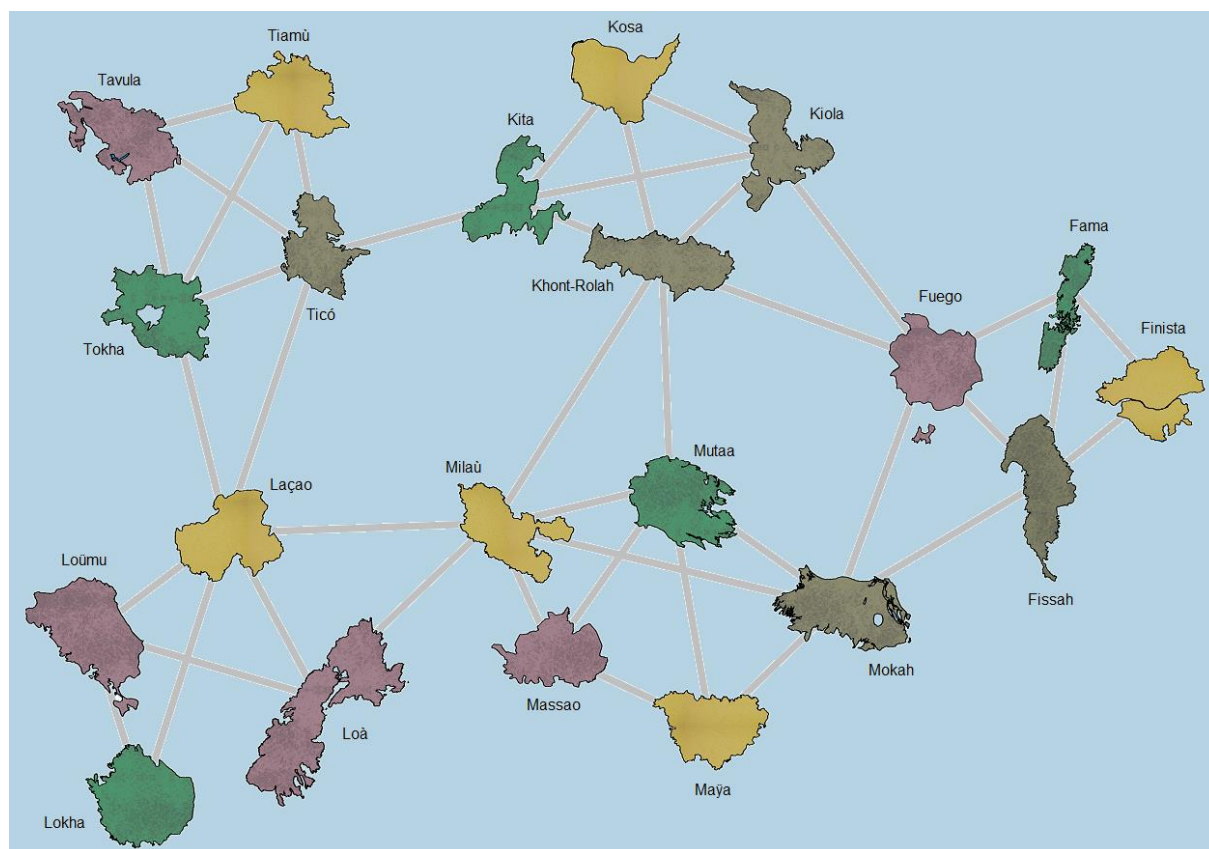 Kosa
Tiamù
Tavula
Kiola
Kita
Fama
Khont-Rolah
Fuego
Ticó
Finista
Tokha
Mutaa
Milaù
Laçao
Loümu
Fissah
Mokah
Massao
Loà
Maÿa
Lokha